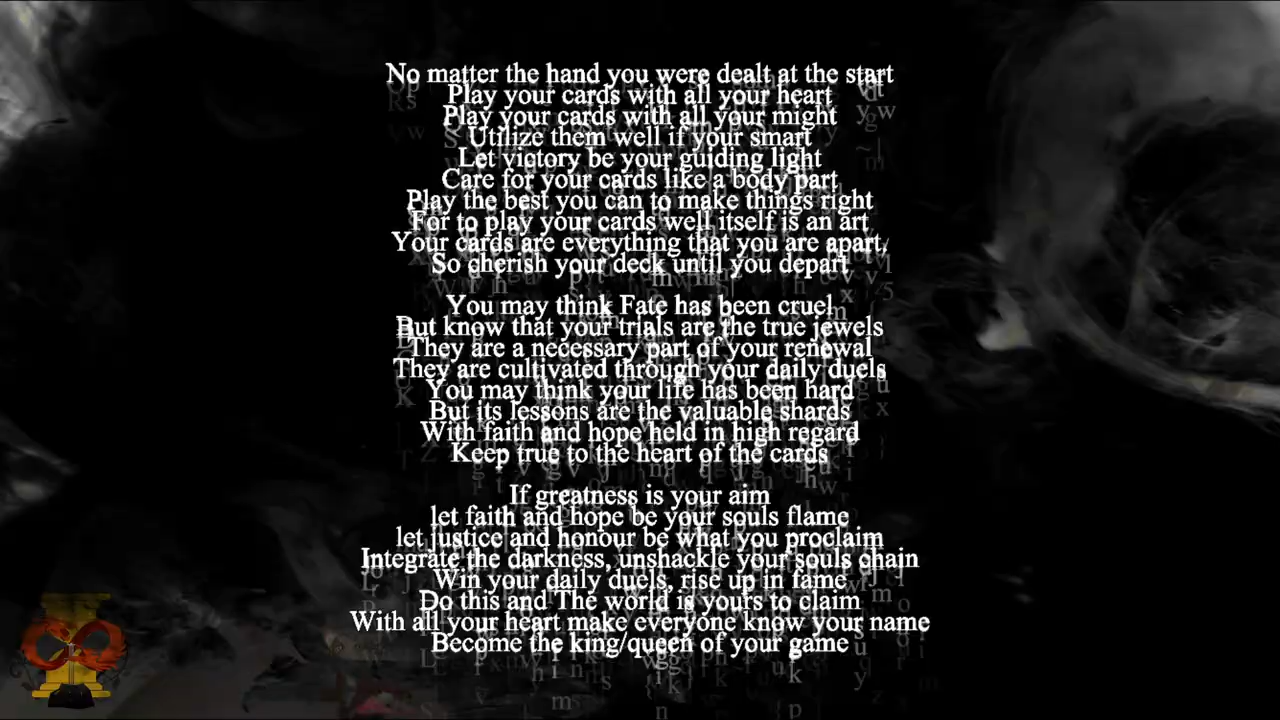 No matter the hand you were dealt at the start
Play your cards with all your heart
Play your cards with all your might
Utilize them well if your smart
Let victory be your guiding light
Care for your cards like a body part
Play the best you can to make things right
For to play your cards well itself is an art
Your cards are everything that you are apart,
So cherish your deck until you depart
You may think Fate has been cruel
But know that your trials are the true jewels
They are a necessary part of your renewal
They are cultivated through your daily duels
You may think your life has been hard
But its lessons are the valuable shards
With faith and hope held in high regard
Keep true to the heart of the cards
If greatness is your aim
let faith and hope be your souls flame
let justice and honour be what you proclaim
Integrate the darkness, unshackle your souls chain
Win your daily duels, rise up in fame
Do this and The world is yours to claim
With all your heart make everyone know your name
Become the king/queen of your game